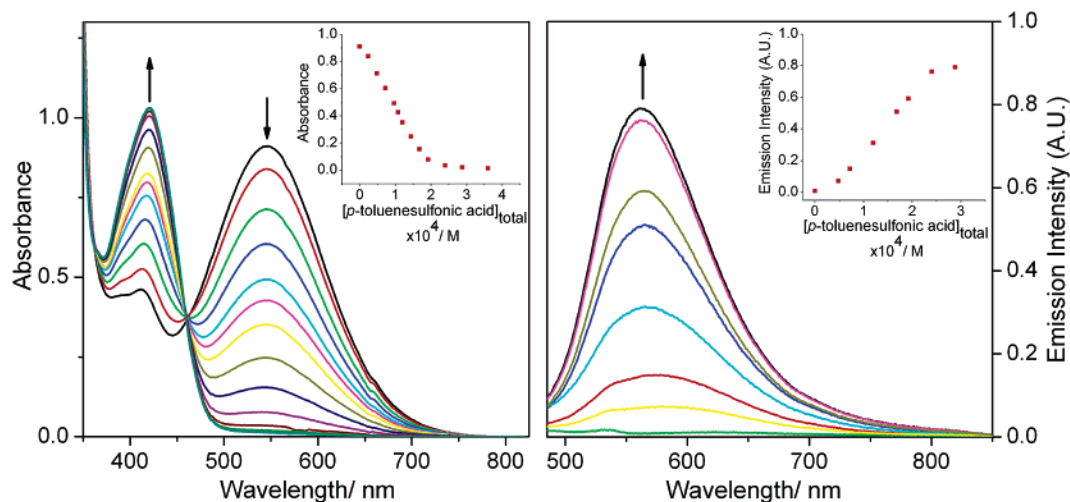 Absorbance
1.0
0.5
0.0
400 500 600 700 800
Wavelength/ nm
Absorbance
1.0
0.8
0.6
0.4
0.2
0.0
0 1 2 3 4
[p-toluenesulfonic acid]total
x10^4/ M
500 600 700 800
Wavelength/ nm
1.0
0.8
0.6
0.4
0.2
0.0
Emission Intensity (A.U.)
Emission Intensity (A.U.)
1.0
0.8
0.6
0.4
0.2
0.0
0 1 2 3
[p-toluenesulfonic acid]total
x10^4/ M